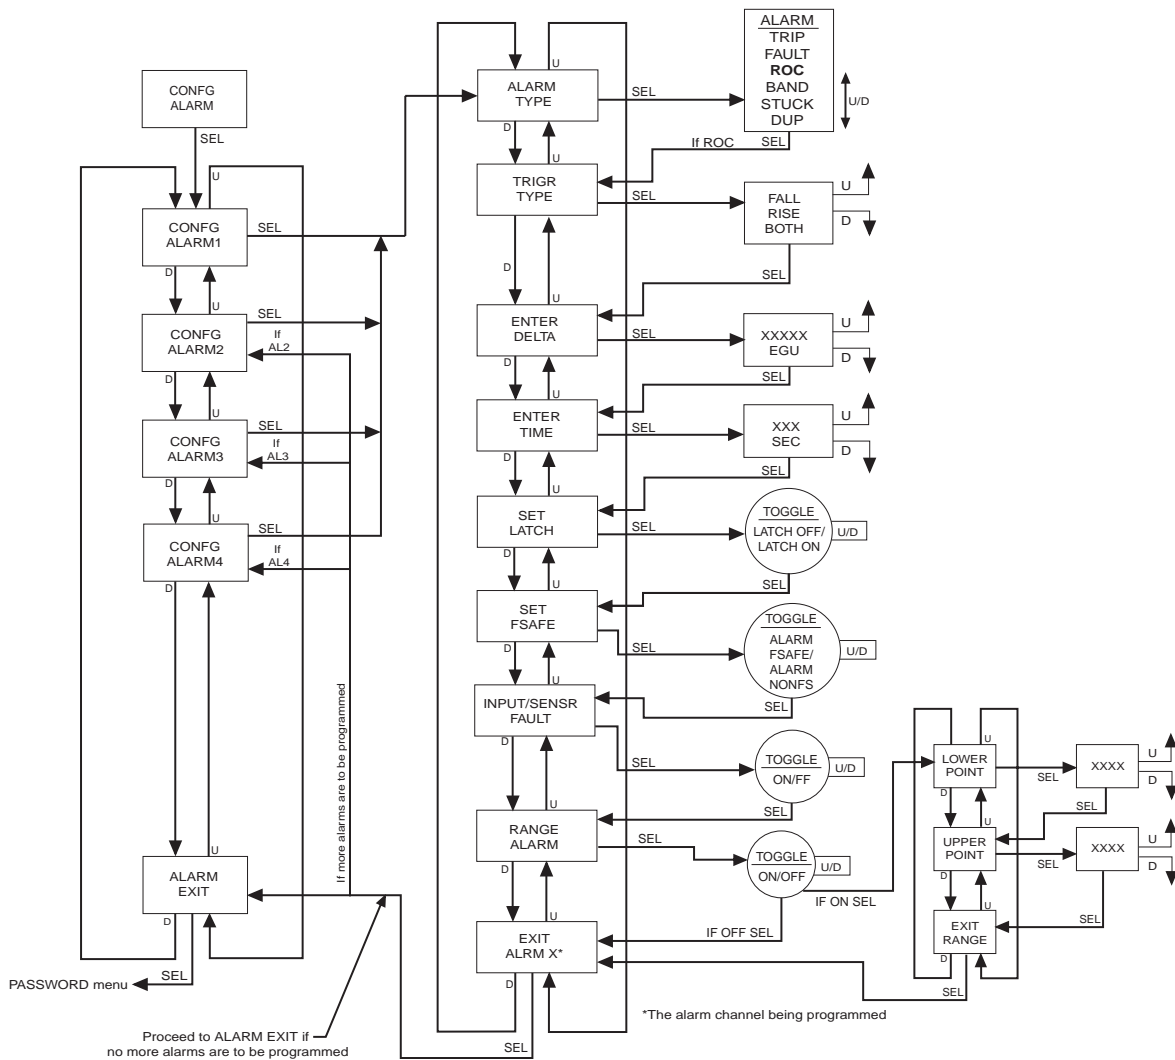 CONFG
ALARM
SEL
U
CONFG
ALARM1
SEL
D
U
CONFG
ALARM2
SEL
If
AL2
D
U
CONFG
ALARM3
SEL
If
AL3
D
U
CONFG
ALARM4
SEL
If
AL4
D
If more alarms are to be programmed
U
ALARM
EXIT
D
SEL
PASSWORD menu
Proceed to ALARM EXIT if
no more alarms are to be programmed
U
ALARM
TYPE
SEL
ALARM
TRIP
FAULT
ROC
BAND
STUCK
DUP
U/D
SEL
If ROC
D
U
TRIGR
TYPE
SEL
FALL
RISE
BOTH
U
D
SEL
D
U
ENTER
DELTA
SEL
XXXXX
EGU
U
D
SEL
D
U
ENTER
TIME
SEL
XXX
SEC
U
D
SEL
D
U
SET
LATCH
SEL
TOGGLE
LATCH OFF/
LATCH ON
U/D
SEL
D
U
SET
FSAFE
SEL
TOGGLE
ALARM
FSAFE/
ALARM
NONFS
U/D
SEL
D
U
INPUT/SENSR
FAULT
SEL
TOGGLE
ON/FF
U/D
SEL
D
U
RANGE
ALARM
SEL
TOGGLE
ON/OFF
U/D
IF ON SEL
IF OFF SEL
D
U
EXIT
ALRM X*
D
SEL
U
LOWER
POINT
SEL
XXXX
U
D
SEL
D
U
UPPER
POINT
SEL
XXXX
U
D
SEL
D
U
EXIT
RANGE
D
SEL
*The alarm channel being programmed